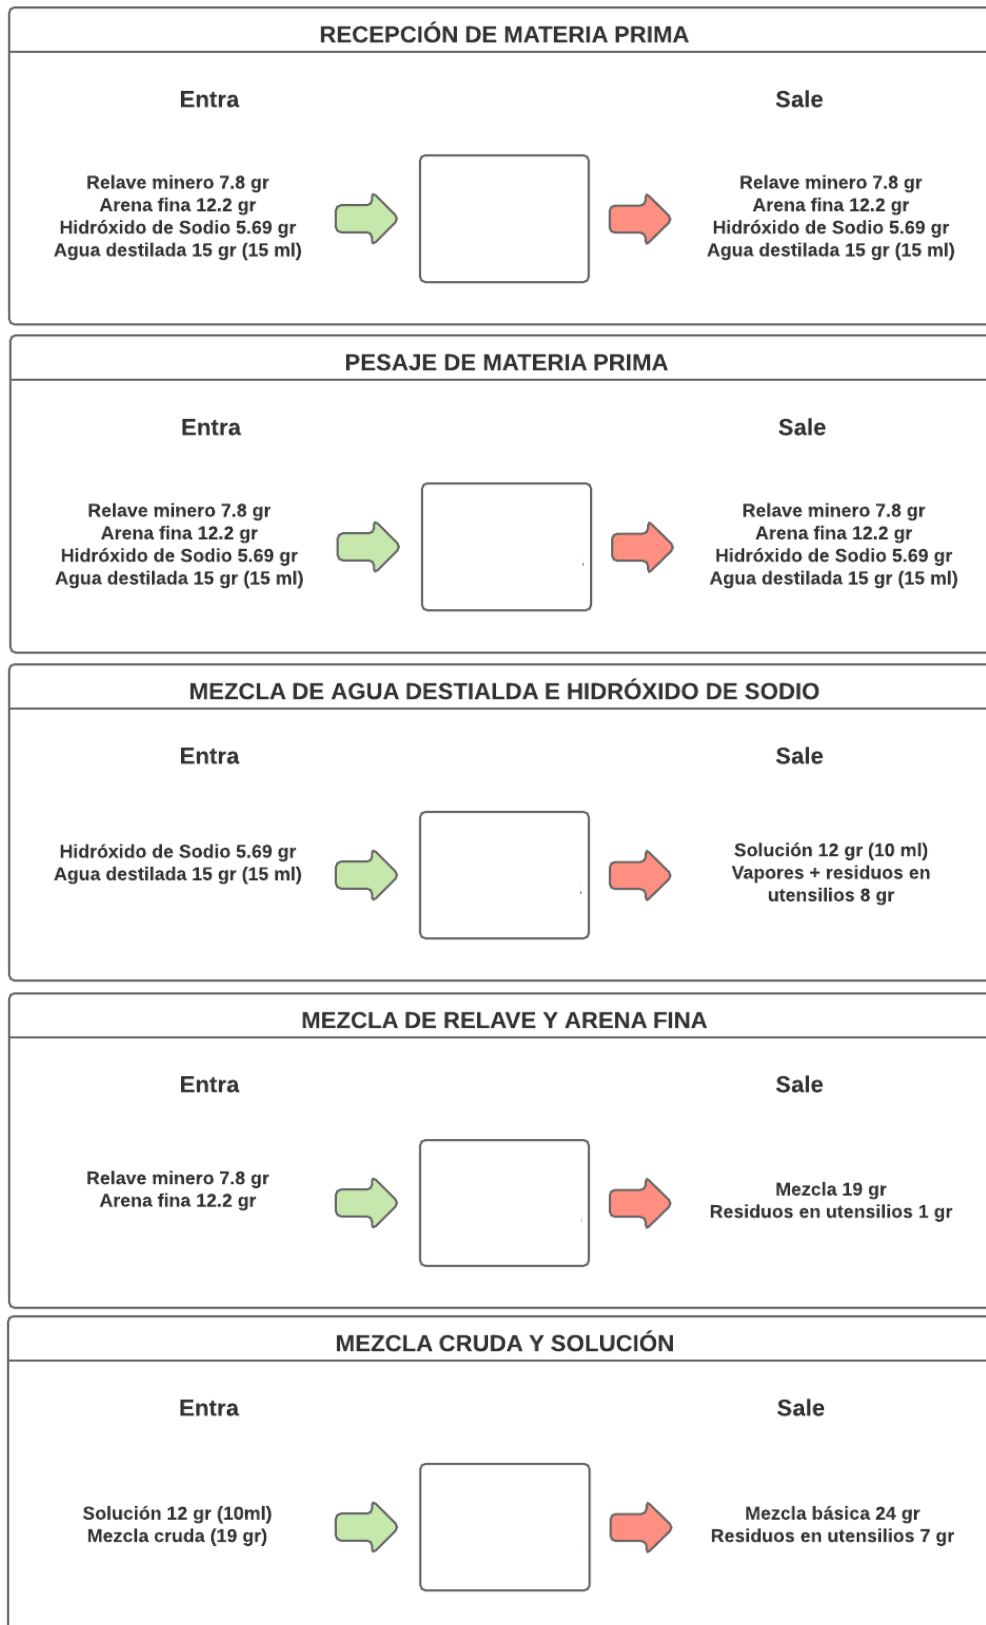 RECEPCIÓN DE MATERIA PRIMA
Entra
Sale
Relave minero 7.8 gr
Arena fina 12.2 gr
Hidróxido de Sodio 5.69 gr
Agua destilada 15 gr (15 ml)
Relave minero 7.8 gr
Arena fina 12.2 gr
Hidróxido de Sodio 5.69 gr
Agua destilada 15 gr (15 ml)
PESAJE DE MATERIA PRIMA
Entra
Sale
Relave minero 7.8 gr
Arena fina 12.2 gr
Hidróxido de Sodio 5.69 gr
Agua destilada 15 gr (15 ml)
Relave minero 7.8 gr
Arena fina 12.2 gr
Hidróxido de Sodio 5.69 gr
Agua destilada 15 gr (15 ml)
MEZCLA DE AGUA DESTIALDA E HIDRÓXIDO DE SODIO
Entra
Sale
Hidróxido de Sodio 5.69 gr
Agua destilada 15 gr (15 ml)
Solución 12 gr (10 ml)
Vapores + residuos en
utensilios 8 gr
MEZCLA DE RELAVE Y ARENA FINA
Entra
Sale
Relave minero 7.8 gr
Arena fina 12.2 gr
Mezcla 19 gr
Residuos en utensilios 1 gr
MEZCLA CRUDA Y SOLUCIÓN
Entra
Sale
Solución 12 gr (10ml)
Mezcla cruda (19 gr)
Mezcla básica 24 gr
Residuos en utensilios 7 gr